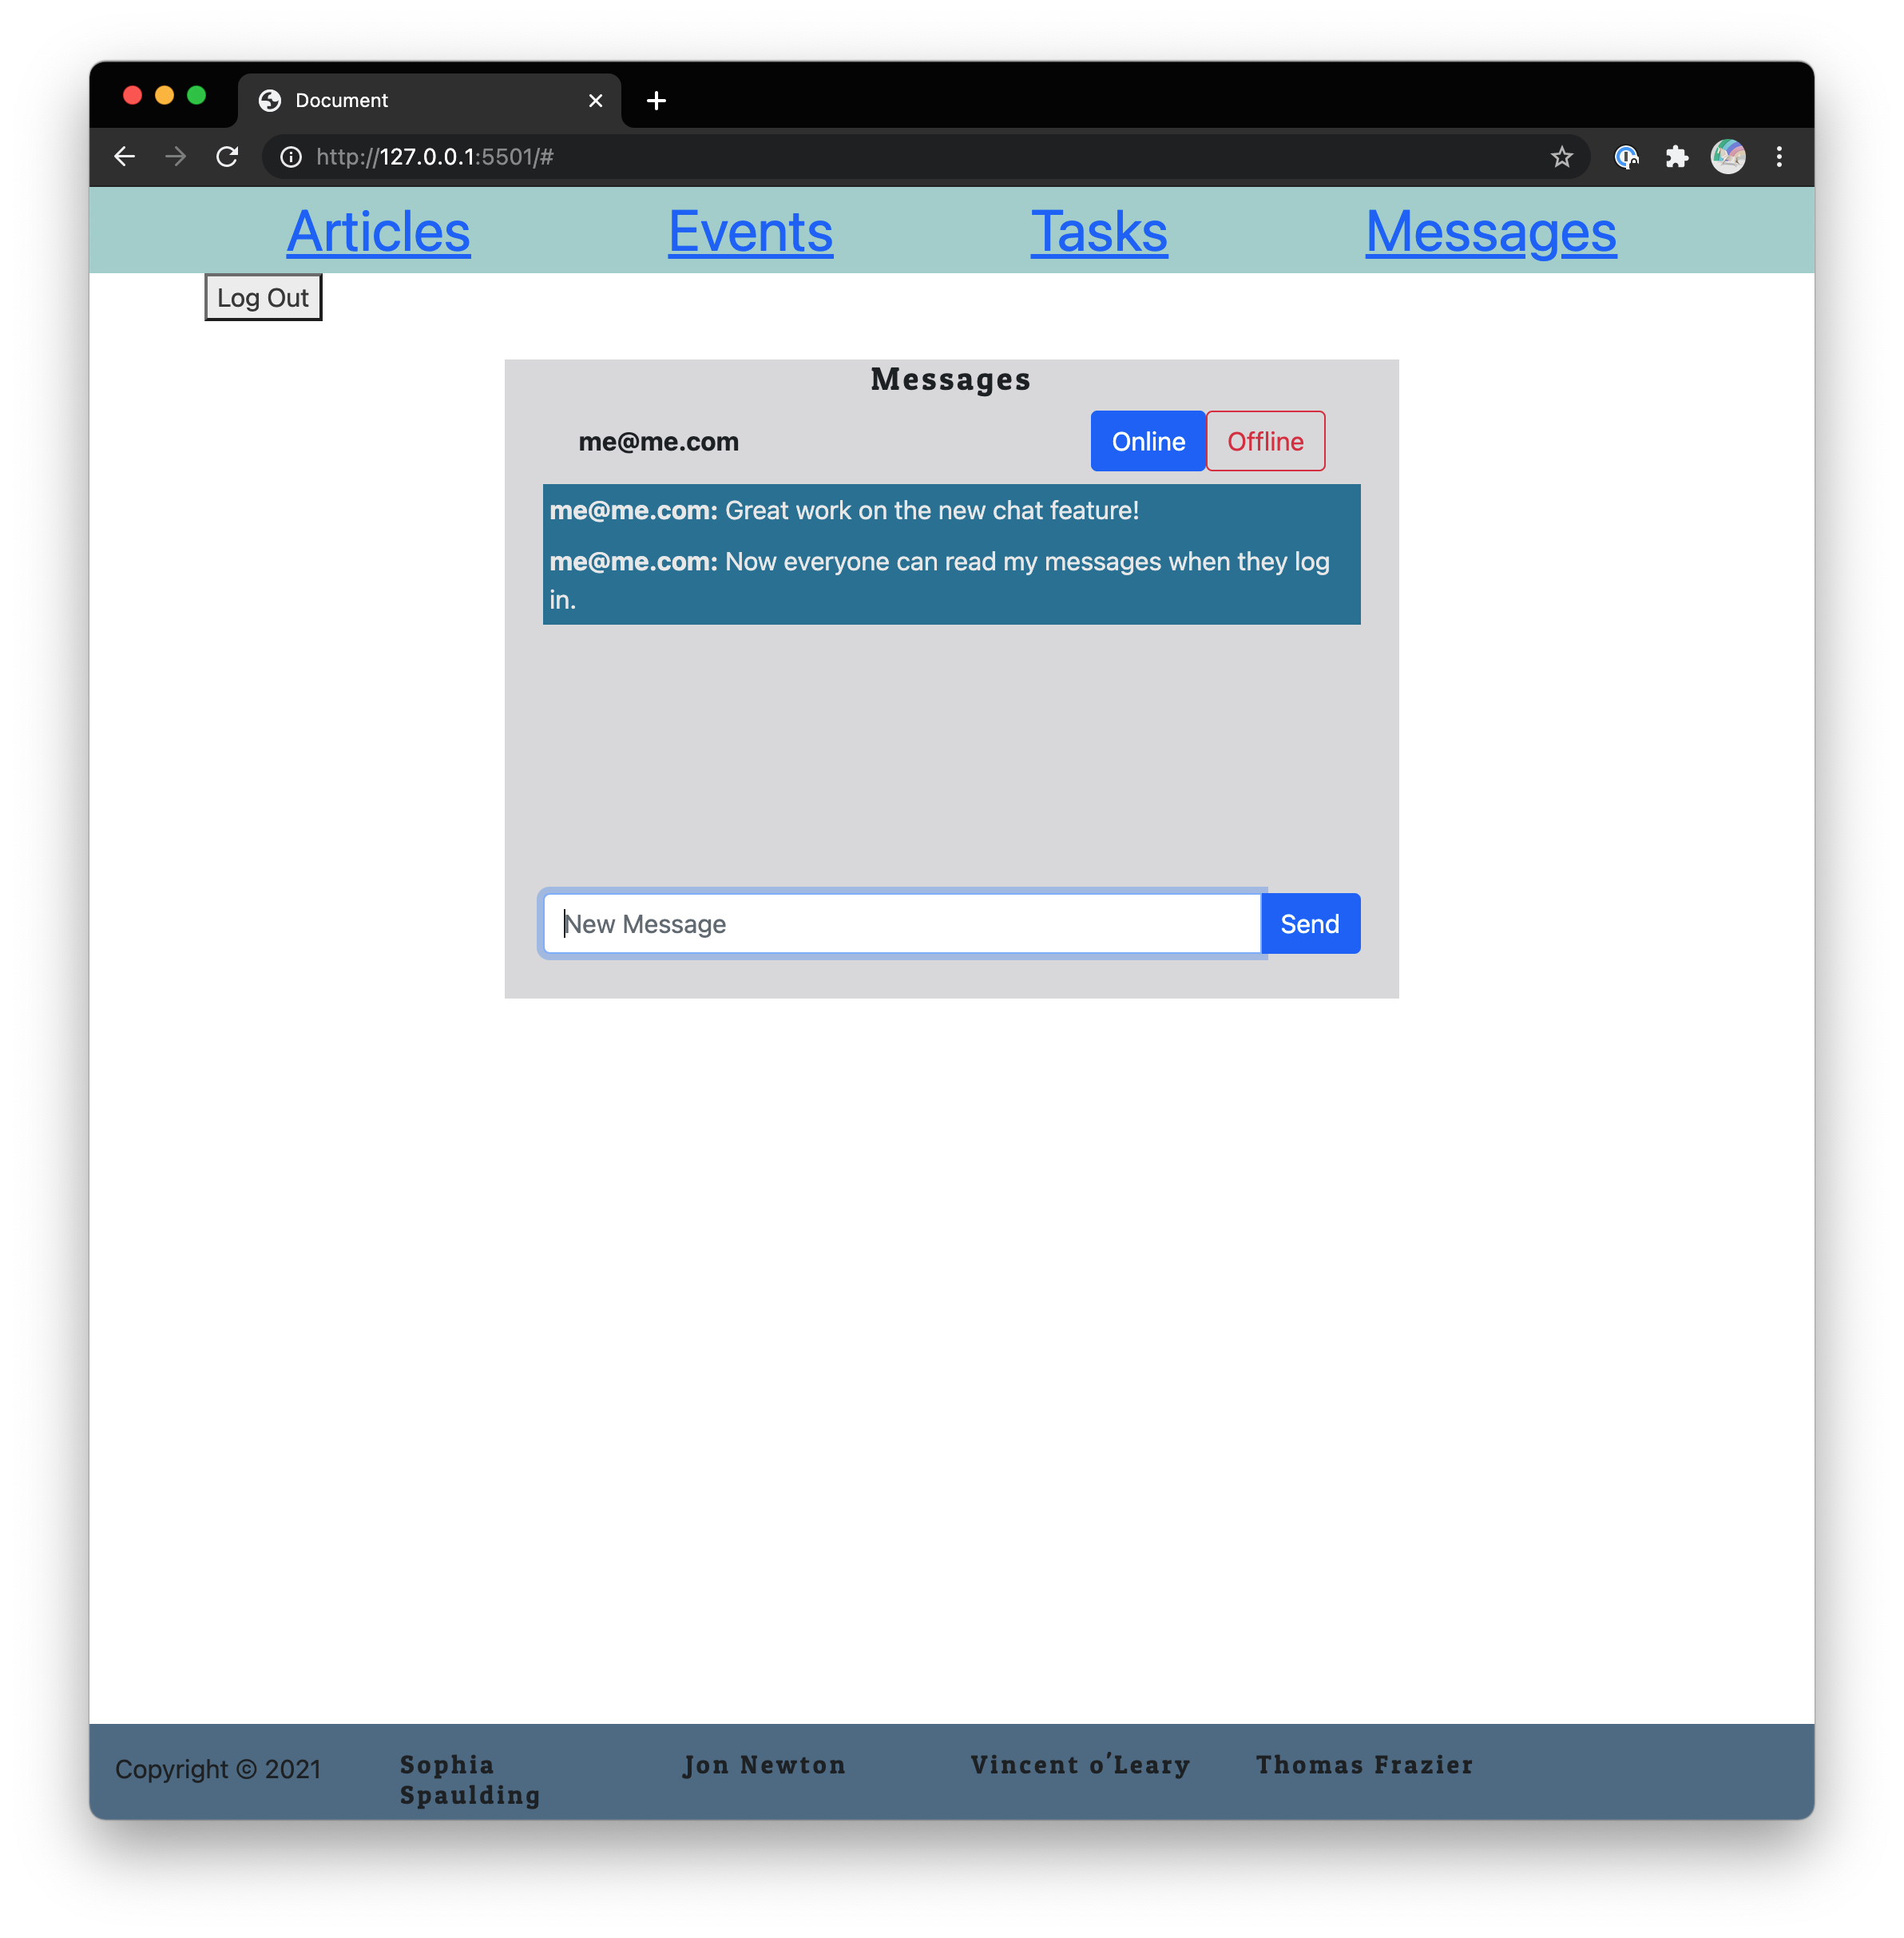 Document
http://127.0.0.1:5501/#
Articles Events Tasks Messages
Log Out
Messages
me@me.com Online Offline
me@me.com: Great work on the new chat feature!
me@me.com: Now everyone can read my messages when they log
in.
New Message Send
Copyright © 2021 Sophia Jon Newton Vincent o'Leary Thomas Frazier
Spaulding